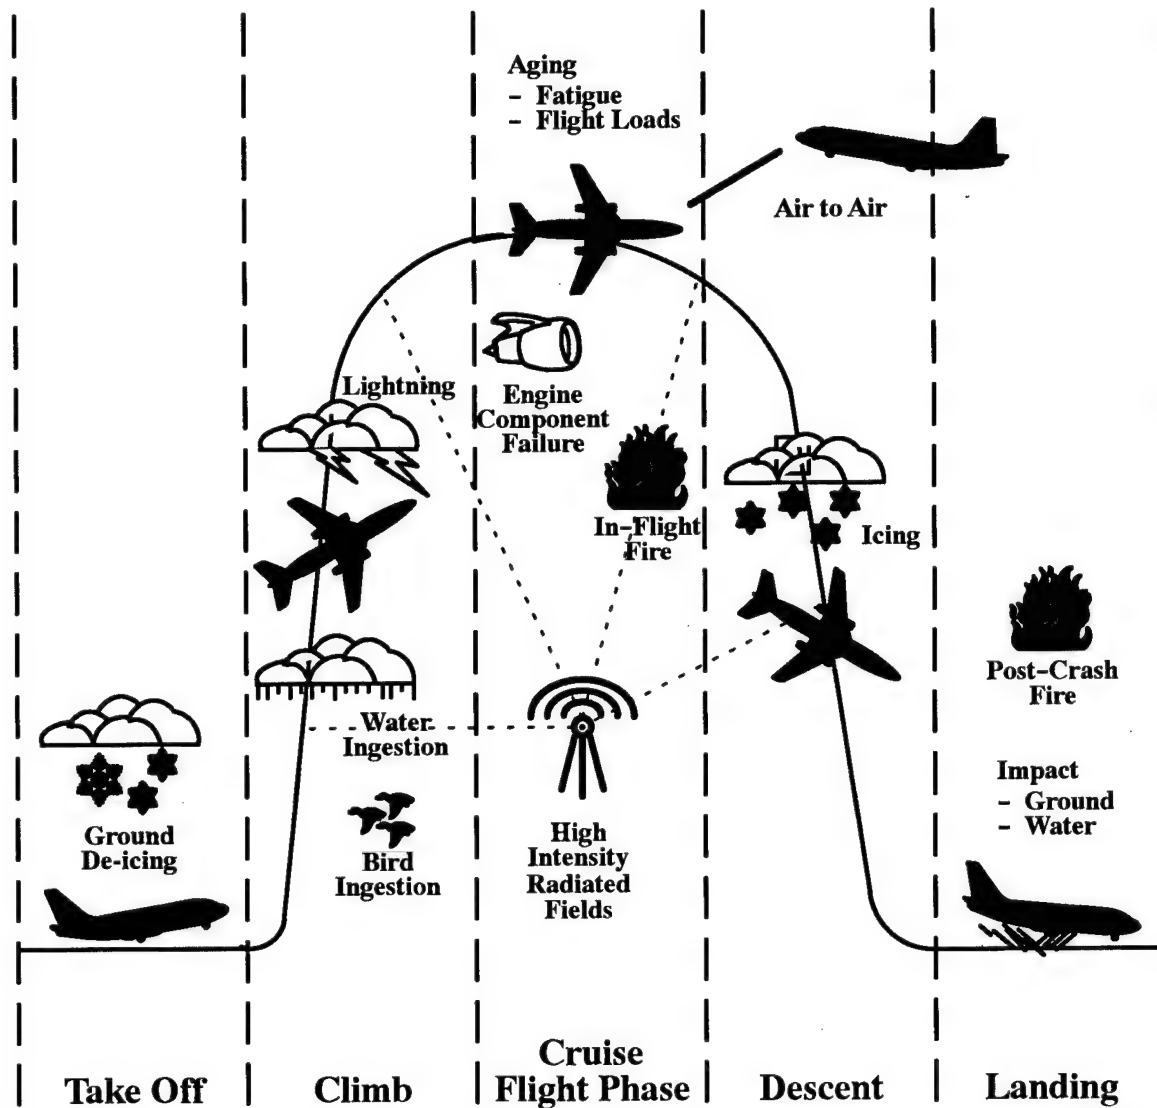 Aging
– Fatigue
– Flight Loads
Air to Air
Lightning
Engine
Component
Failure
In–Flight
Fire
Icing
Post–Crash
Fire
Water
Ingestion
Impact
– Ground
– Water
Ground
De-icing
Bird
Ingestion
High
Intensity
Radiated
Fields
Take Off
Climb
Cruise
Flight Phase
Descent
Landing